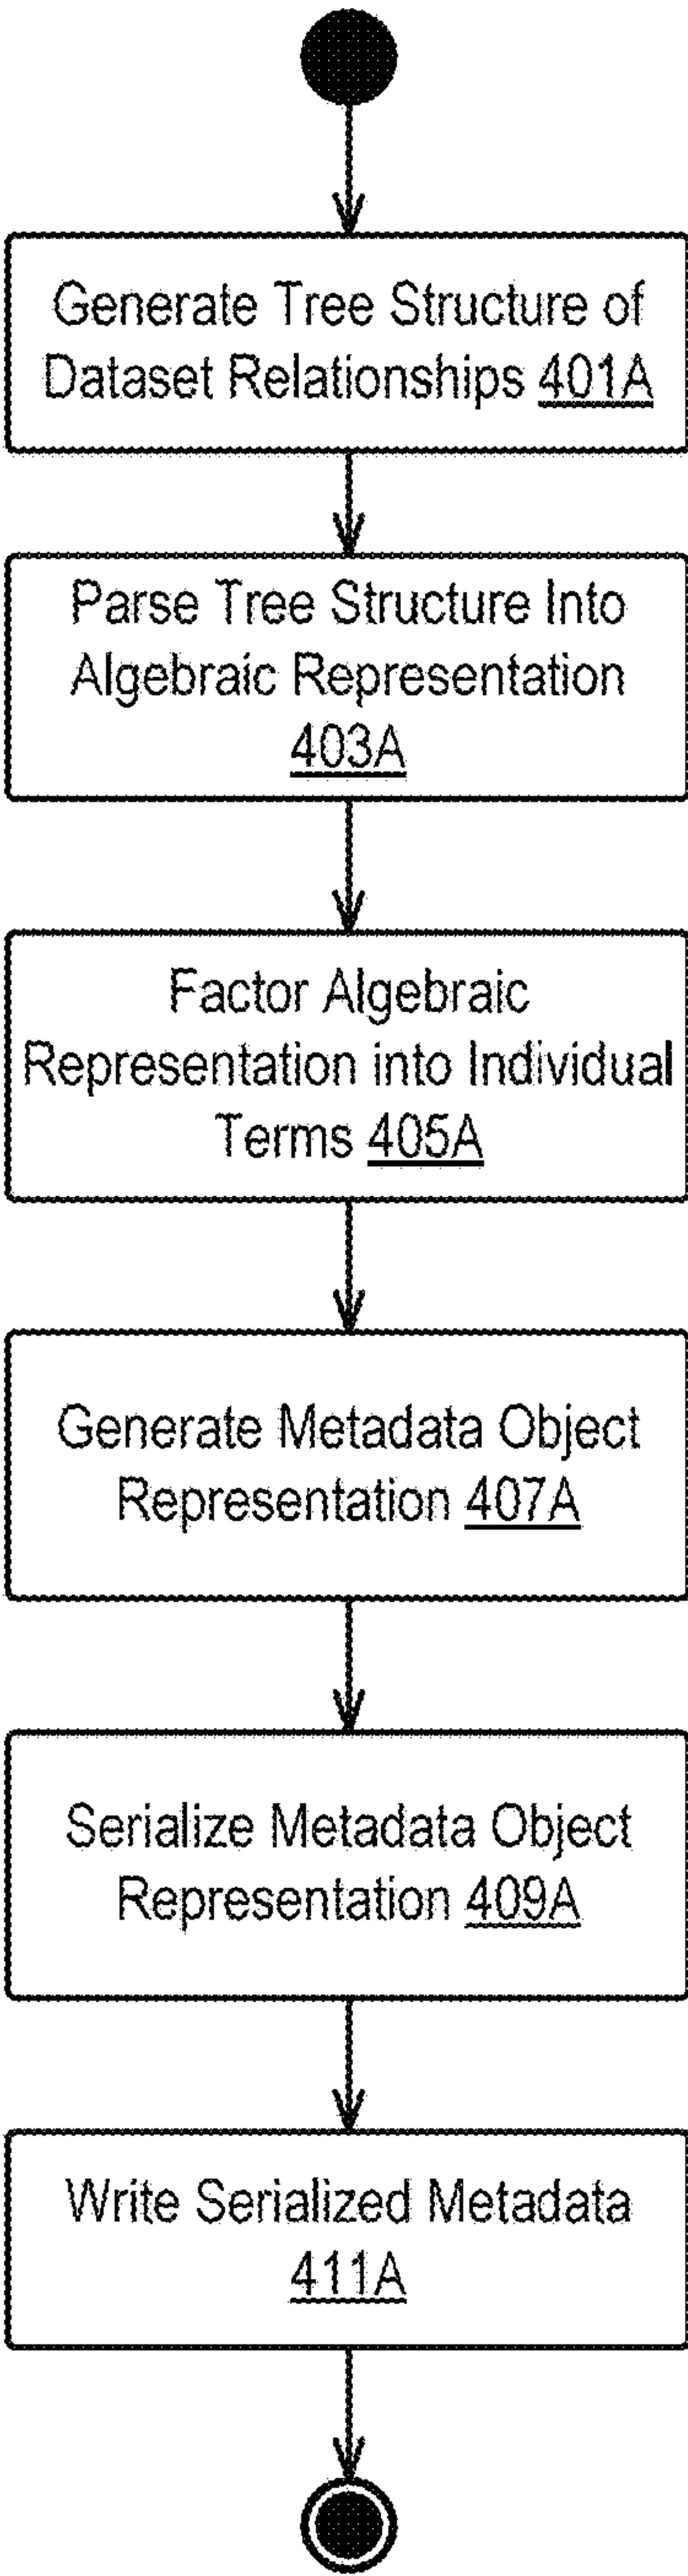 Generate Tree Structure of
Dataset Relationships 401A
Parse Tree Structure Into
Algebraic Representation
403A
Factor Algebraic
Representation into Individual
Terms 405A
Generate Metadata Object
Representation 407A
Serialize Metadata Object
Representation 409A
Write Serialized Metadata
411A